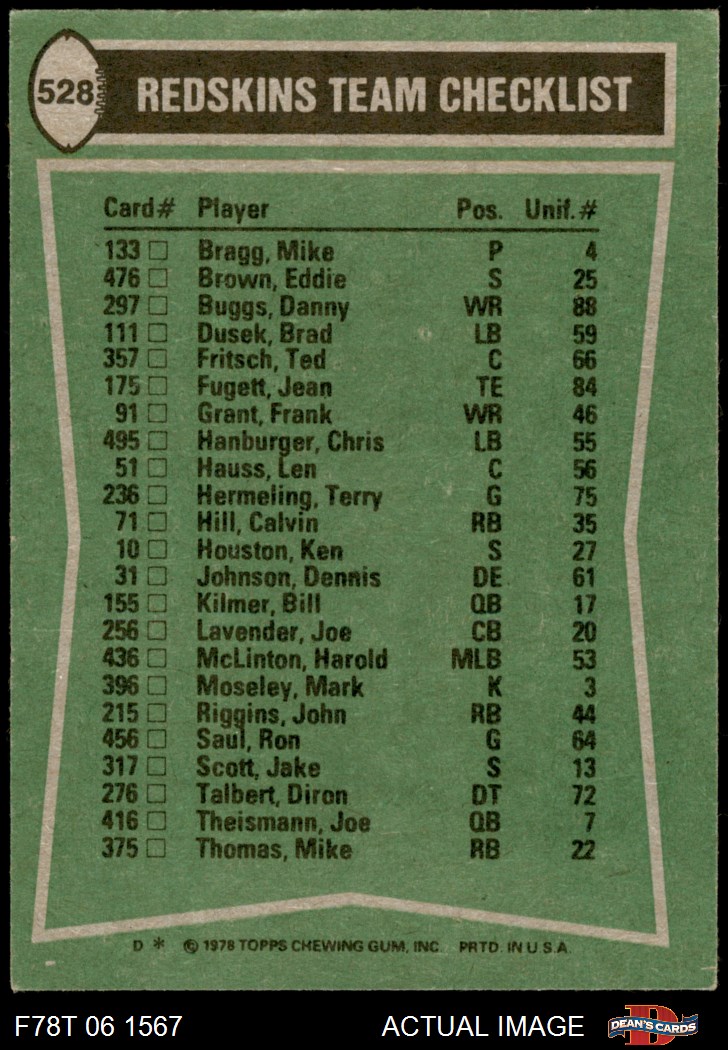 528
REDSKINS TEAM CHECKLIST
Card# Player Pos. Unif.#
133 Bragg, Mike P 4
476 Brown, Eddie S 25
297 Buggs, Danny WR 88
111 Dusek, Brad LB 59
357 Fritsch, Ted C 66
175 Fugett, Jean TE 84
91 Grant, Frank WR 46
495 Hanburger, Chris LB 55
51 Hauss, Len C 56
236 Hermeling, Terry G 75
71 Hill, Calvin RB 35
10 Houston, Ken S 27
31 Johnson, Dennis DE 61
155 Kilmer, Bill QB 17
256 Lavender, Joe CB 20
436 McLinton, Harold MLB 53
396 Moseley, Mark K 3
215 Riggins, John RB 44
456 Saul, Ron G 64
317 Scott, Jake S 13
276 Talbert, Diron DT 72
416 Theismann, Joe QB 7
375 Thomas, Mike RB 22
D * © 1978 TOPPS CHEWING GUM, INC. PRTD. IN U.S.A.
F78T 06 1567 ACTUAL IMAGE DEAN'S CARDS